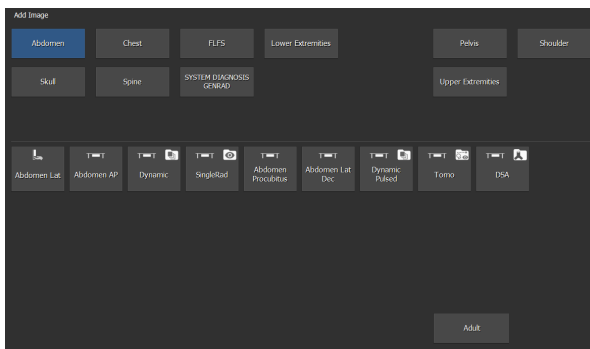 Add Image
Abdomen
Chest
FLFS
Lower Extremities
Pelvis
Shoulder
Skull
Spine
SYSTEM DIAGNOSIS
GENRAD
Upper Extremities
Abdomen Lat
Abdomen AP
Dynamic
SingleRad
Abdomen
Procubitus
Abdomen Lat
Dec
Dynamic
Pulsed
Tomo
DSA
Adult